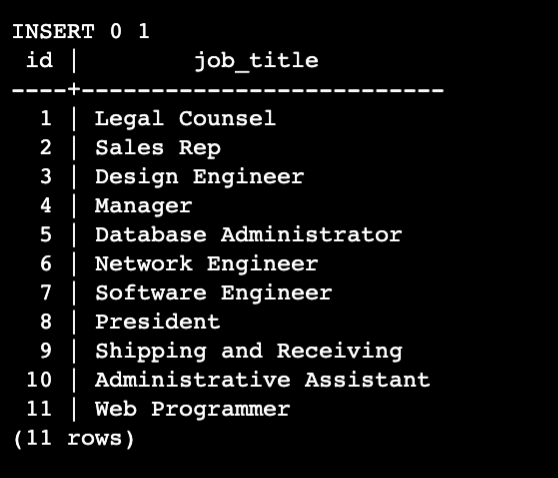 INSERT 0 1
 id |        job_title
----+--------------------------
  1 | Legal Counsel
  2 | Sales Rep
  3 | Design Engineer
  4 | Manager
  5 | Database Administrator
  6 | Network Engineer
  7 | Software Engineer
  8 | President
  9 | Shipping and Receiving
 10 | Administrative Assistant
 11 | Web Programmer
(11 rows)